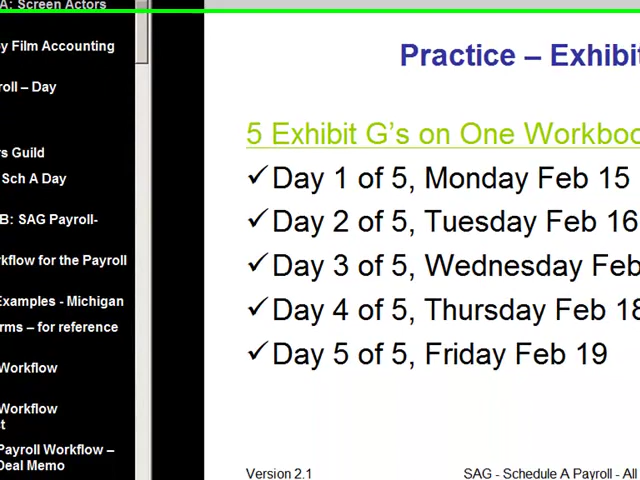 A: Screen Actors
y Film Accounting
roll – Day
rs Guild
Sch A Day
B: SAG Payroll-
kflow for the Payroll
Examples - Michigan
rms – for reference
Workflow
Workflow
ct
Payroll Workflow –
Deal Memo
Practice – Exhibit
5 Exhibit G's on One Workboo
✓Day 1 of 5, Monday Feb 15
✓Day 2 of 5, Tuesday Feb 16
✓Day 3 of 5, Wednesday Feb
✓Day 4 of 5, Thursday Feb 18
✓Day 5 of 5, Friday Feb 19
Version 2.1
SAG - Schedule A Payroll - All